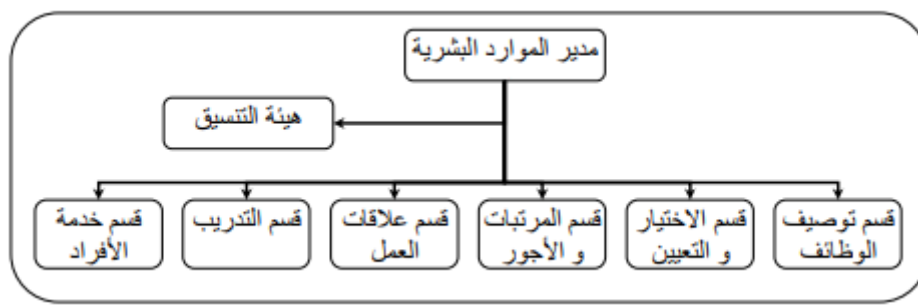 مدير الموارد البشرية
هيئة التنسيق
قسم توصيف
الوظائف
قسم الاختيار
و التعيين
قسم المرتبات
و الأجور
قسم علاقات
العمل
قسم التدريب
قسم خدمة
الأفراد